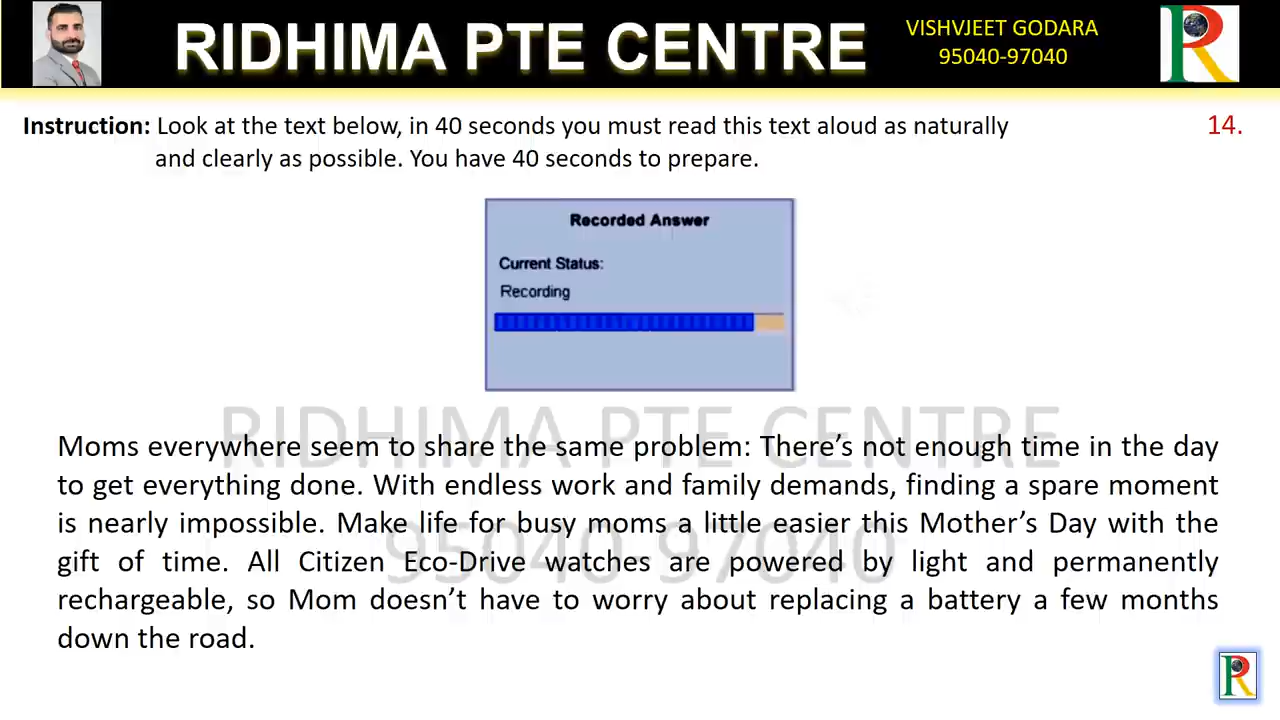 RIDHIMA PTE CENTRE
VISHVJEET GODARA
95040-97040
R
Instruction: Look at the text below, in 40 seconds you must read this text aloud as naturally
and clearly as possible. You have 40 seconds to prepare.
14.
Recorded Answer
Current Status:
Recording
RIDHIMA PTE CENTRE
95040-97040
Moms everywhere seem to share the same problem: There’s not enough time in the day
to get everything done. With endless work and family demands, finding a spare moment
is nearly impossible. Make life for busy moms a little easier this Mother’s Day with the
gift of time. All Citizen Eco-Drive watches are powered by light and permanently
rechargeable, so Mom doesn’t have to worry about replacing a battery a few months
down the road.
R